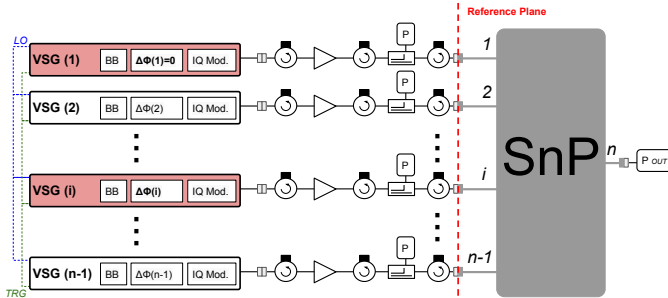 Reference Plane
LO
P
VSG (1) BB ΔΦ(1)=0 IQ Mod.
1
P
VSG (2) BB ΔΦ(2) IQ Mod.
2
SnP
n
P OUT
P
VSG (i) BB ΔΦ(i) IQ Mod.
i
P
VSG (n-1) BB ΔΦ(n-1) IQ Mod.
n-1
TRG